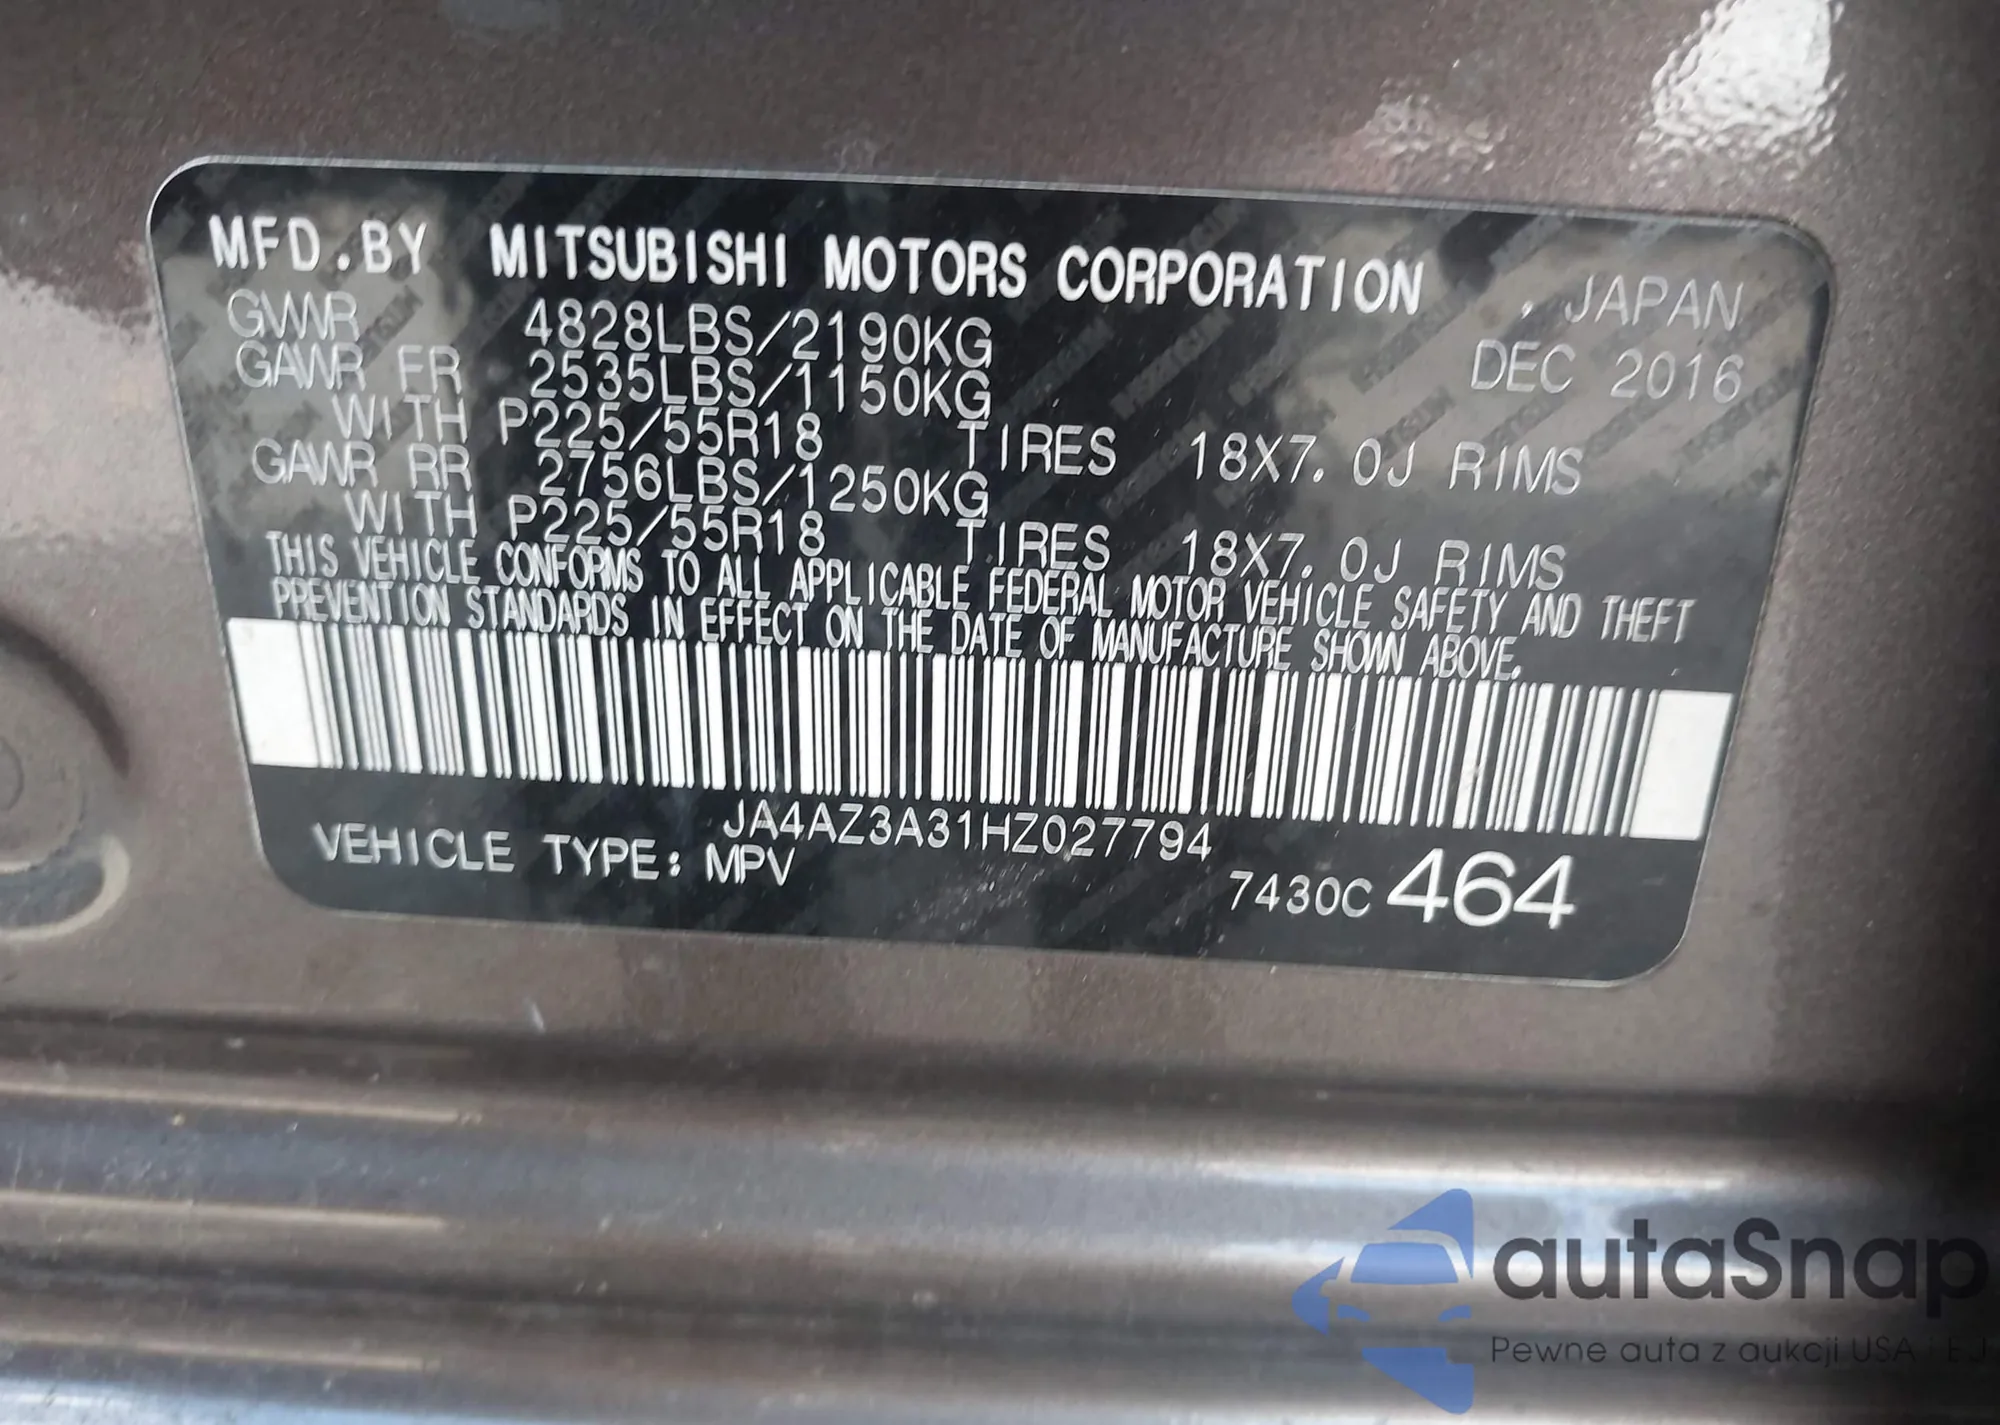 MFD.BY MITSUBISHI MOTORS CORPORATION . JAPAN
GVWR 4828LBS/2190KG DEC 2016
GAWR FR 2535LBS/1150KG
WITH P225/55R18 TIRES 18X7.0J RIMS
GAWR RR 2756LBS/1250KG
WITH P225/55R18 TIRES 18X7.0J RIMS
THIS VEHICLE CONFORMS TO ALL APPLICABLE FEDERAL MOTOR VEHICLE SAFETY AND THEFT
PREVENTION STANDARDS IN EFFECT ON THE DATE OF MANUFACTURE SHOWN ABOVE.
JA4AZ3A31HZ027794
VEHICLE TYPE: MPV
7430C 464
autaSnap
Pewne auta z aukcji USA i EJ